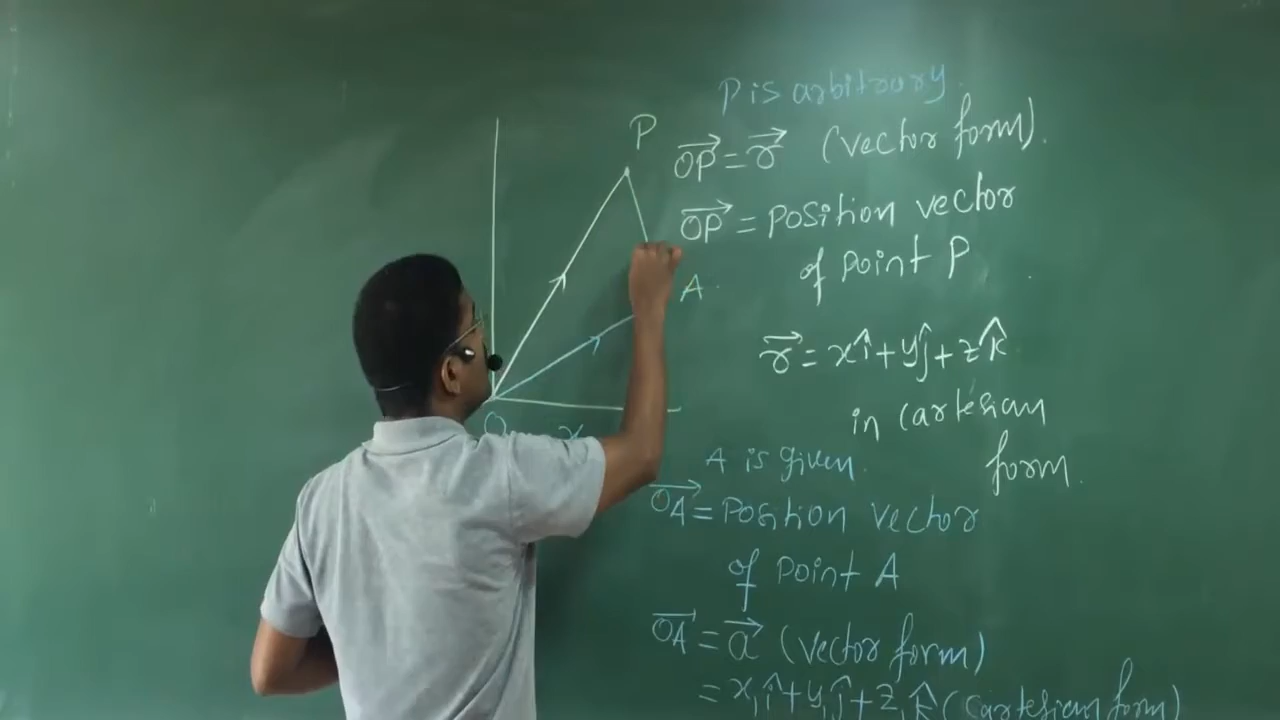 P is arbitrary.
P
→OP = →r (vector form).
→OP = Position vector
of point P
A
→r = xî + yĵ + zk̂
in cartesian
form.
O
x
A is given.
→OA = Position vector
of point A
→OA = →a (vector form)
= x₁î + y₁ĵ + z₁k̂ (cartesian form)